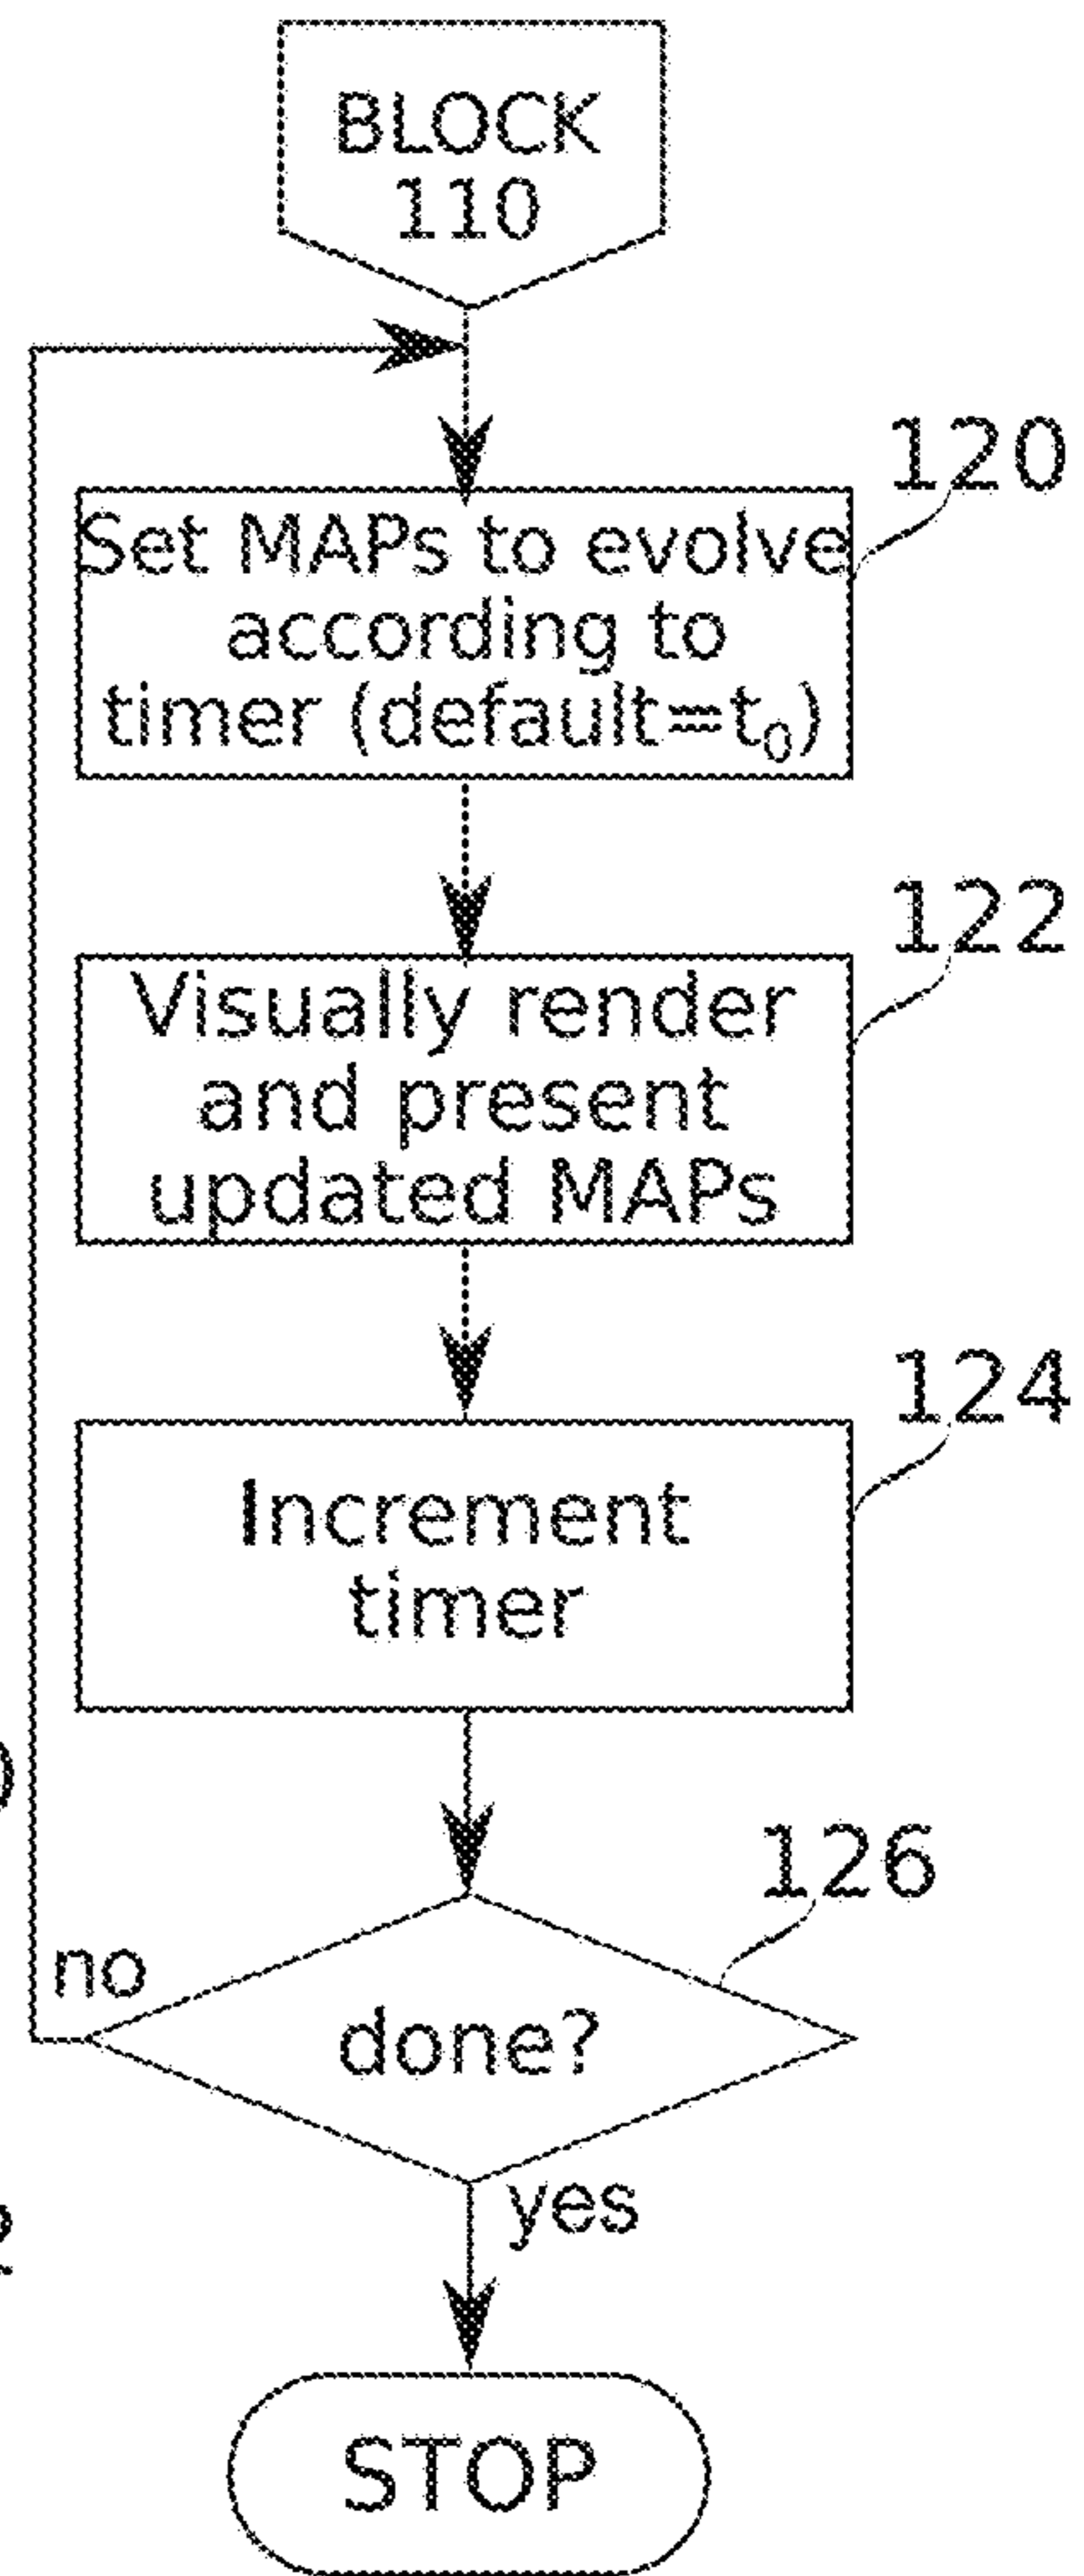 BLOCK
110
120
Set MAPs to evolve
according to
timer (default=t₀)
122
Visually render
and present
updated MAPs
124
Increment
timer
126
no
done?
yes
STOP